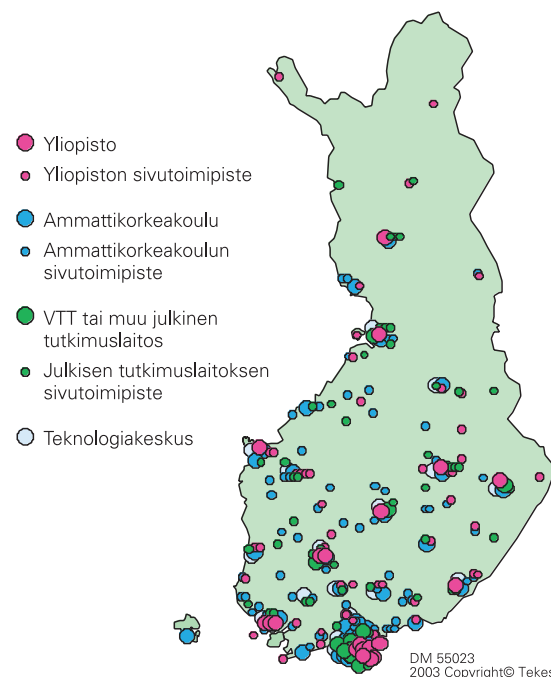 Yliopisto
Yliopiston sivutoimipiste
Ammattikorkeakoulu
Ammattikorkeakoulun
sivutoimipiste
VTT tai muu julkinen
tutkimuslaitos
Julkisen tutkimuslaitoksen
sivutoimipiste
Teknologiakeskus
DM 55023
2003 Copyright© Tekes